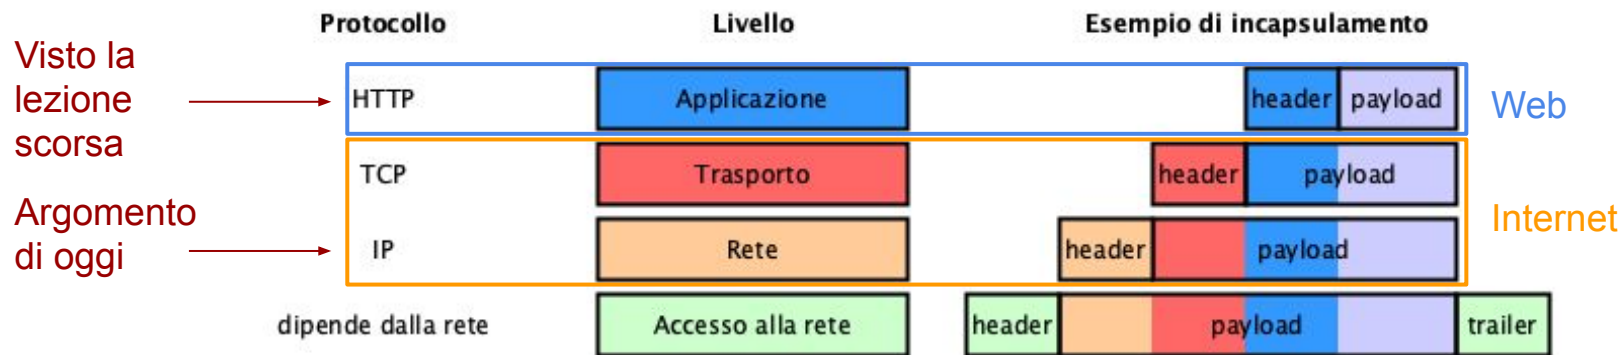 Protocollo Livello Esempio di incapsulamento
Visto la
lezione
scorsa
HTTP Applicazione header payload Web
TCP Trasporto header payload
Argomento
di oggi
IP Rete header payload
Internet
dipende dalla rete Accesso alla rete header payload trailer